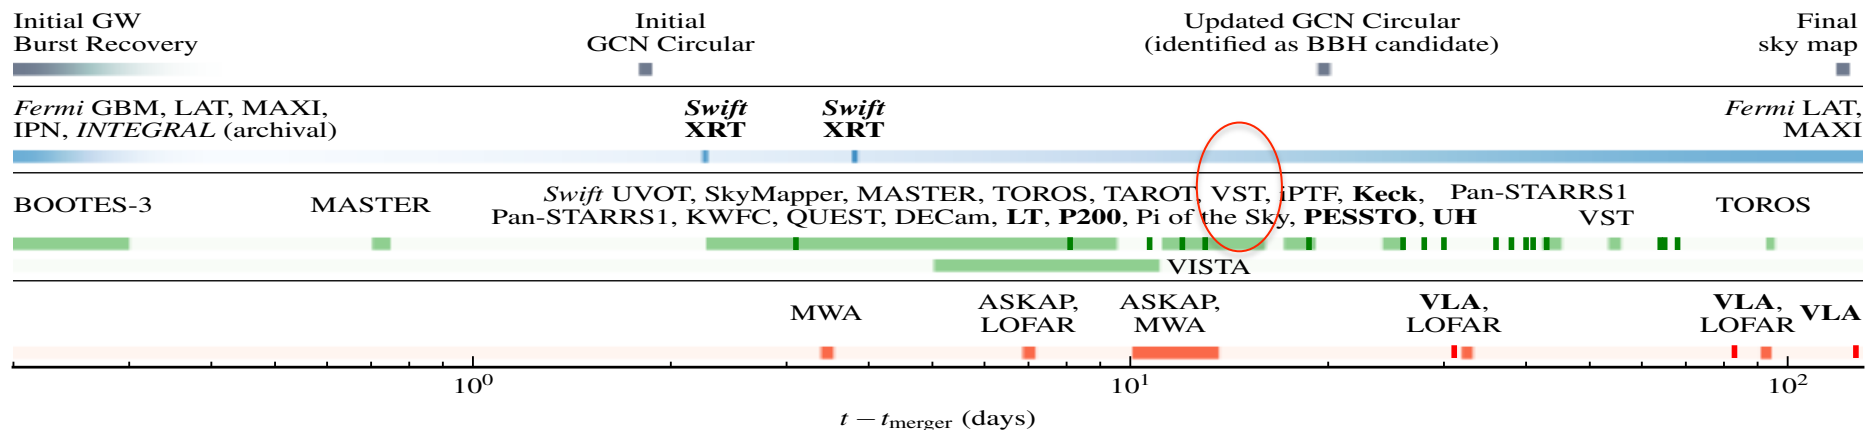 Initial GW
Burst Recovery
Initial
GCN Circular
Updated GCN Circular
(identified as BBH candidate)
Final
sky map
Fermi GBM, LAT, MAXI,
IPN, INTEGRAL (archival)
Swift
XRT
Swift
XRT
Fermi LAT,
MAXI
BOOTES-3
MASTER
Swift UVOT, SkyMapper, MASTER, TOROS, TAROT, VST, iPTF, Keck,
Pan-STARRS1, KWFC, QUEST, DECam, LT, P200, Pi of the Sky, PESSTO, UH
Pan-STARRS1
VST
TOROS
VISTA
MWA
ASKAP,
LOFAR
ASKAP,
MWA
VLA,
LOFAR
VLA,
LOFAR
VLA
10⁰
10¹
10²
t − tmerger (days)